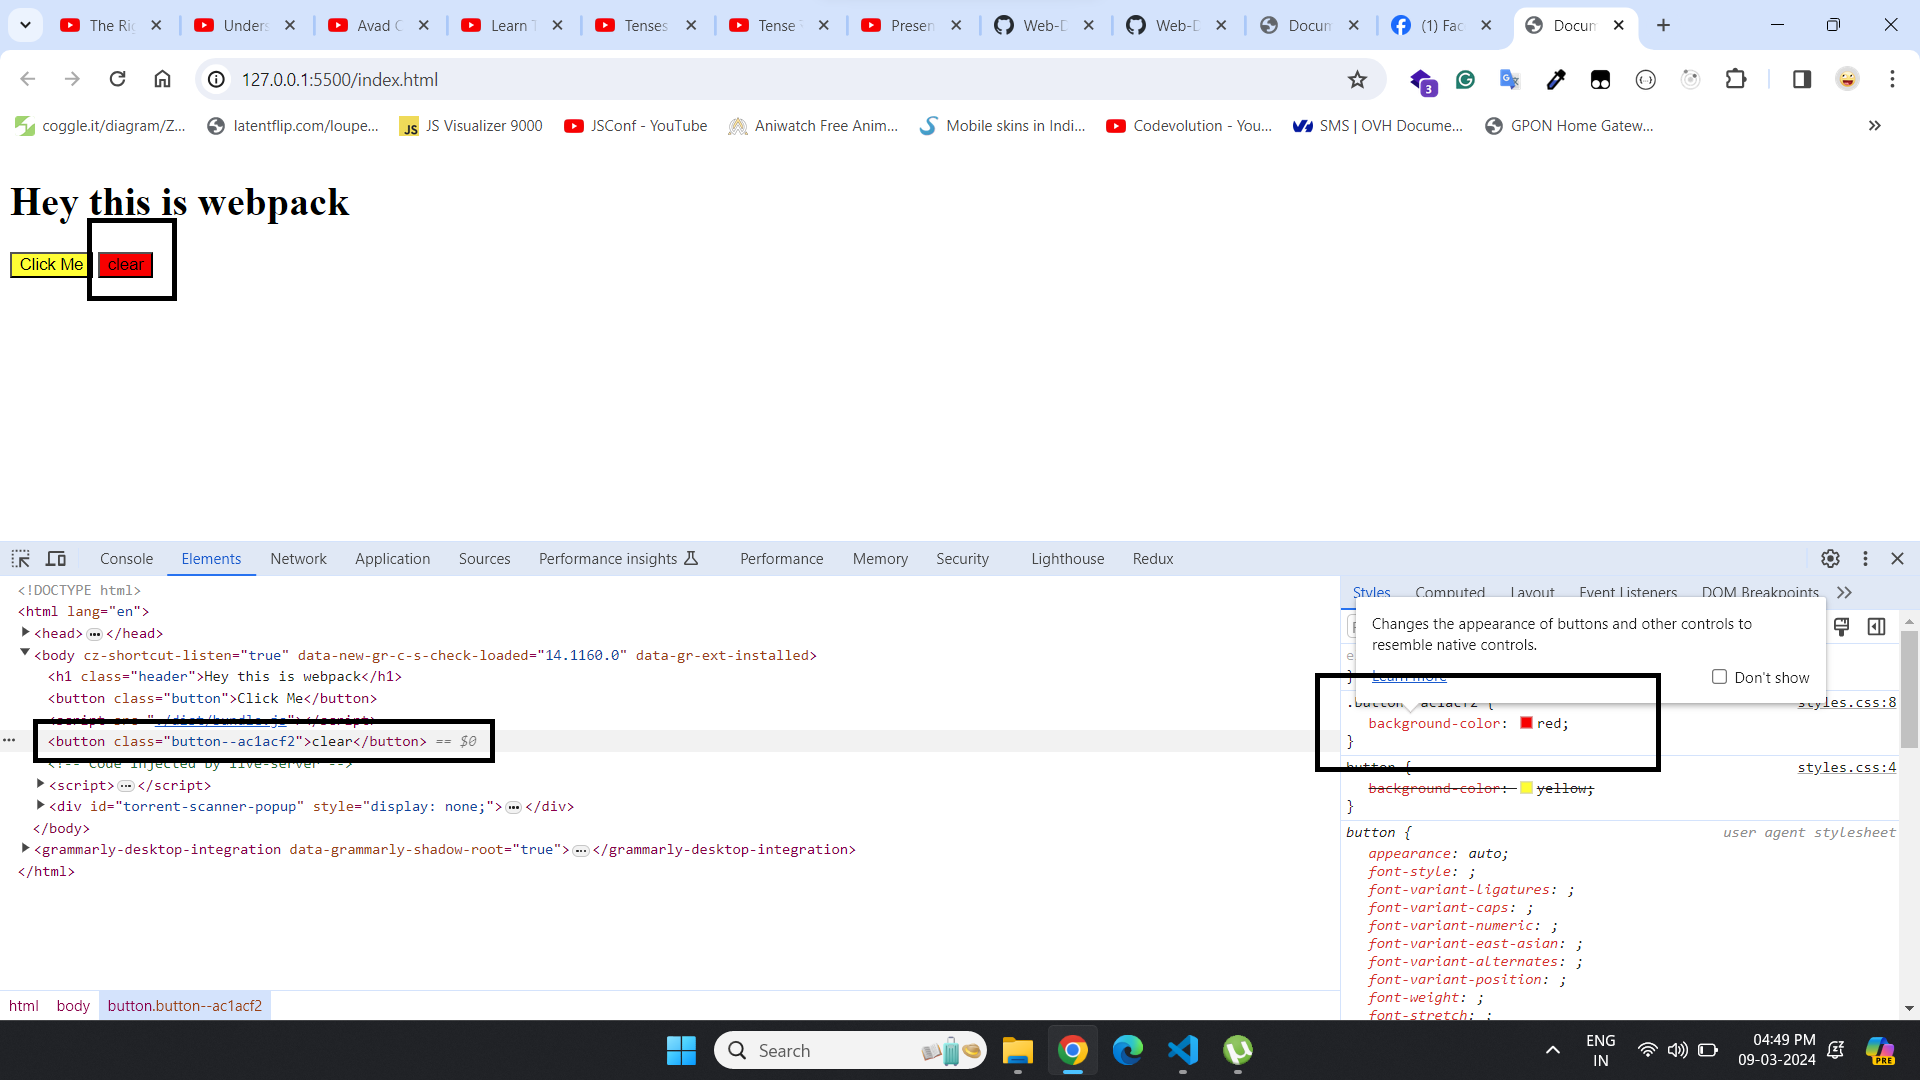 The Ri
Unders
Avad C
Learn T
Tenses
Tense T
Presen
Web-D
Web-D
Docum
(1) Fac
Docum
127.0.0.1:5500/index.html
3
coggle.it/diagram/Z...
latentflip.com/loupe...
JS
JS Visualizer 9000
JSConf - YouTube
Aniwatch Free Anim...
Mobile skins in Indi...
Codevolution - You...
SMS | OVH Docume...
GPON Home Gatew...
Hey this is webpack
Click Me
clear
Console
Elements
Network
Application
Sources
Performance insights
Performance
Memory
Security
Lighthouse
Redux
<!DOCTYPE html>
<html lang="en">
<head> ... </head>
<body cz-shortcut-listen="true" data-new-gr-c-s-check-loaded="14.1160.0" data-gr-ext-installed>
<h1 class="header">Hey this is webpack</h1>
<button class="button">Click Me</button>
<script src="./dist/bundle.js"></script>
... <button class="button--ac1acf2">clear</button> == $0
<!-- Code injected by live-server -->
<script> ... </script>
<div id="torrent-scanner-popup" style="display: none;"> ... </div>
</body>
<grammarly-desktop-integration data-grammarly-shadow-root="true"> ... </grammarly-desktop-integration>
</html>
html
body
button.button--ac1acf2
Styles
Computed
Layout
Event Listeners
DOM Breakpoints
Changes the appearance of buttons and other controls to
resemble native controls.
Learn more
Don't show
}
.button--ac1acf2 {
styles.css:8
background-color: red;
}
button {
styles.css:4
background-color: yellow;
}
button {
user agent stylesheet
appearance: auto;
font-style: ;
font-variant-ligatures: ;
font-variant-caps: ;
font-variant-numeric: ;
font-variant-east-asian: ;
font-variant-alternates: ;
font-variant-position: ;
font-weight: ;
font-stretch: ;
Search
ENG
IN
04:49 PM
09-03-2024
PRE